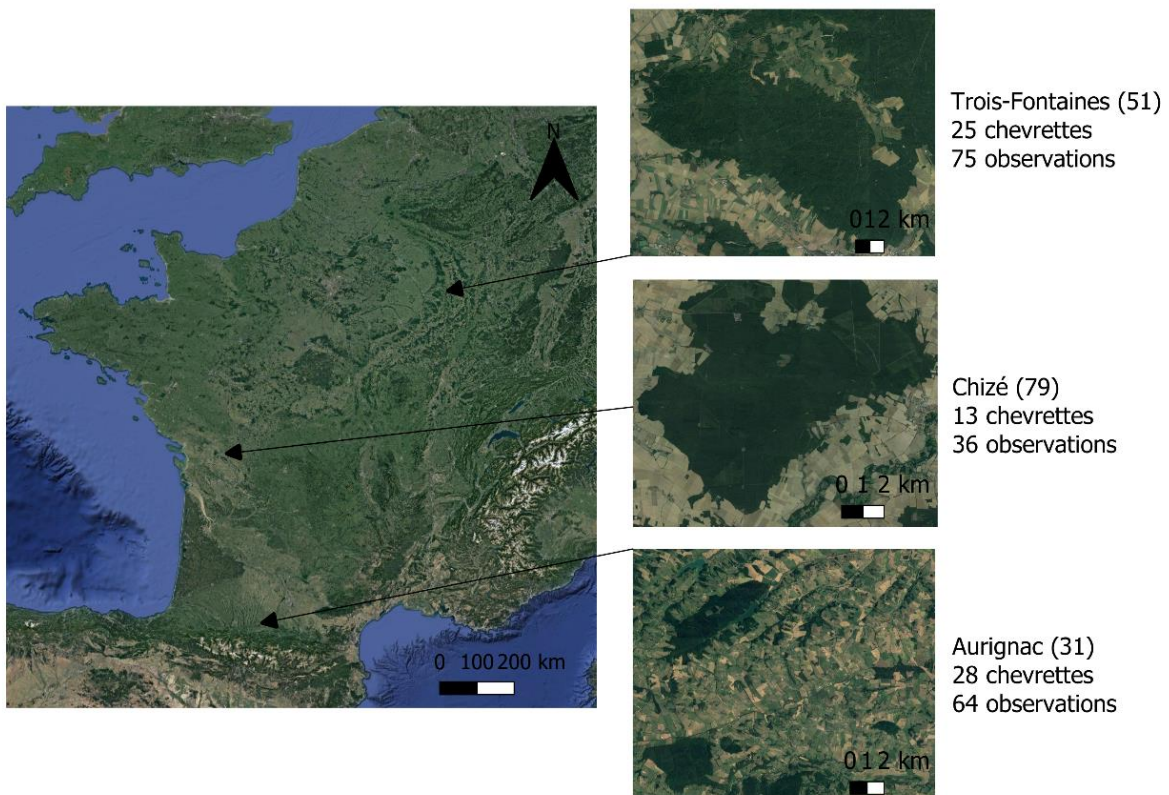 N
0 100 200 km
0 1 2 km
Trois-Fontaines (51)
25 chevrettes
75 observations
0 1 2 km
Chizé (79)
13 chevrettes
36 observations
0 1 2 km
Aurignac (31)
28 chevrettes
64 observations